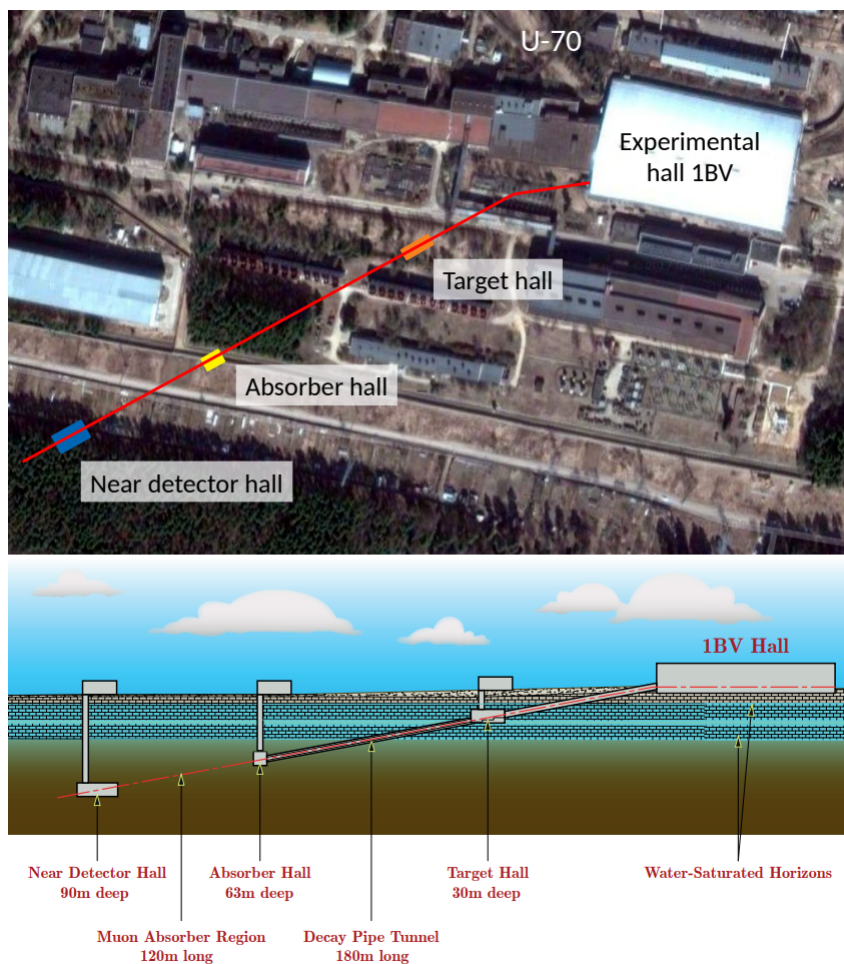 U-70
Experimental
hall 1BV
Target hall
Absorber hall
Near detector hall
1BV Hall
Near Detector Hall
90m deep
Absorber Hall
63m deep
Target Hall
30m deep
Water-Saturated Horizons
Muon Absorber Region
120m long
Decay Pipe Tunnel
180m long